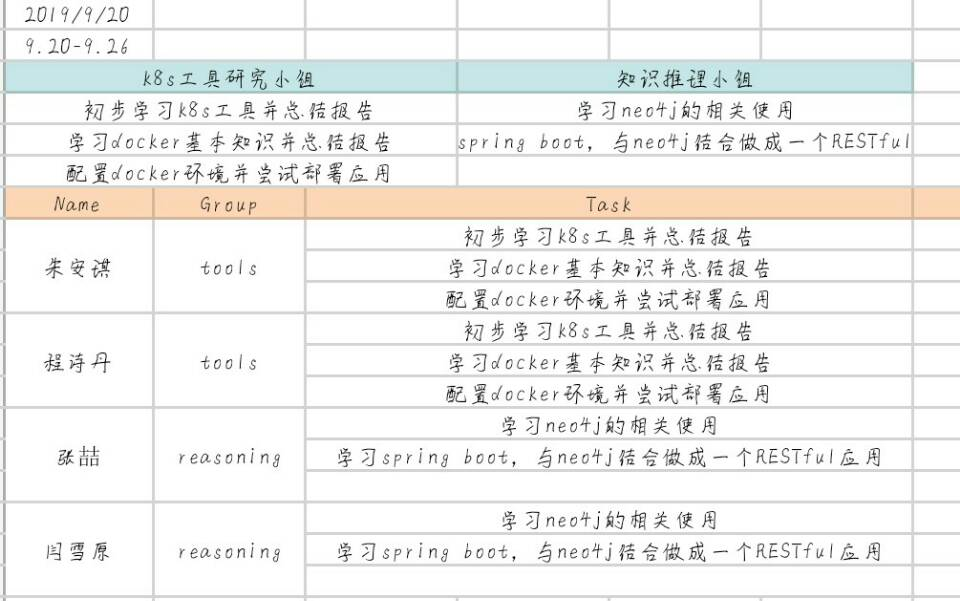 2019/9/20
9.20-9.26
k8s工具研究小组 知识推理小组
初步学习k8s工具并总结报告 学习neo4j的相关使用
学习docker基本知识并总结报告 spring boot，与neo4j结合做成一个RESTful
配置docker环境并尝试部署应用
Name Group Task
初步学习k8s工具并总结报告
朱安琪 tools 学习docker基本知识并总结报告
配置docker环境并尝试部署应用
初步学习k8s工具并总结报告
程诗丹 tools 学习docker基本知识并总结报告
配置docker环境并尝试部署应用
学习neo4j的相关使用
张喆 reasoning 学习spring boot，与neo4j结合做成一个RESTful应用
学习neo4j的相关使用
闫雪原 reasoning 学习spring boot，与neo4j结合做成一个RESTful应用